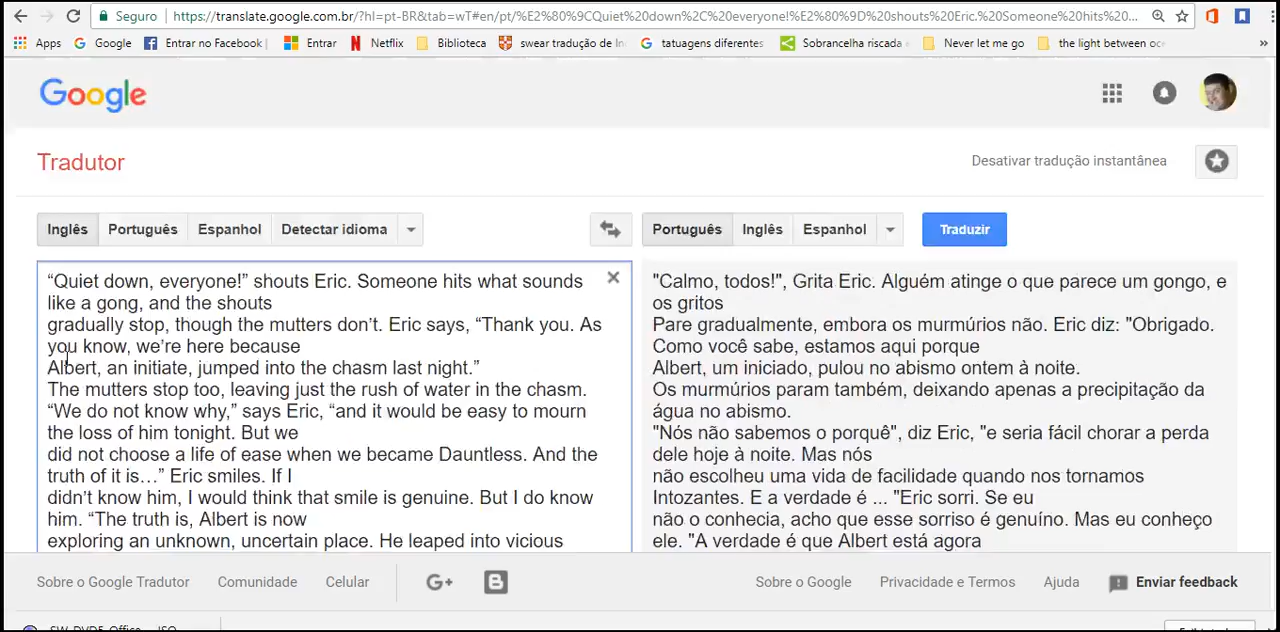 Seguro
https://translate.google.com.br/?hl=pt-BR&tab=wT#en/pt/%E2%80%9CQuiet%20down%2C%20everyone!%E2%80%9D%20shouts%20Eric.%20Someone%20hits%20what%20sounds%20like%20a%20gong%2C%20and%20the%20shouts%...
Apps
Google
Entrar no Facebook |
Entrar
Netflix
Biblioteca
swear tradução de In
tatuagens diferentes
Sobrancelha riscada
Never let me go
the light between oce
»
Google
Tradutor
Desativar tradução instantânea
Inglês
Português
Espanhol
Detectar idioma
Português
Inglês
Espanhol
Traduzir
“Quiet down, everyone!” shouts Eric. Someone hits what sounds
like a gong, and the shouts
gradually stop, though the mutters don’t. Eric says, “Thank you. As
you know, we’re here because
Albert, an initiate, jumped into the chasm last night.”
The mutters stop too, leaving just the rush of water in the chasm.
“We do not know why,” says Eric, “and it would be easy to mourn
the loss of him tonight. But we
did not choose a life of ease when we became Dauntless. And the
truth of it is…” Eric smiles. If I
didn’t know him, I would think that smile is genuine. But I do know
him. “The truth is, Albert is now
exploring an unknown, uncertain place. He leaped into vicious
"Calmo, todos!", Grita Eric. Alguém atinge o que parece um gongo, e
os gritos
Pare gradualmente, embora os murmúrios não. Eric diz: "Obrigado.
Como você sabe, estamos aqui porque
Albert, um iniciado, pulou no abismo ontem à noite.
Os murmúrios param também, deixando apenas a precipitação da
água no abismo.
"Nós não sabemos o porquê", diz Eric, "e seria fácil chorar a perda
dele hoje à noite. Mas nós
não escolheu uma vida de facilidade quando nos tornamos
Intozantes. E a verdade é ... "Eric sorri. Se eu
não o conhecia, acho que esse sorriso é genuíno. Mas eu conheço
ele. "A verdade é que Albert está agora
Sobre o Google Tradutor
Comunidade
Celular
G+
B
Sobre o Google
Privacidade e Termos
Ajuda
Enviar feedback